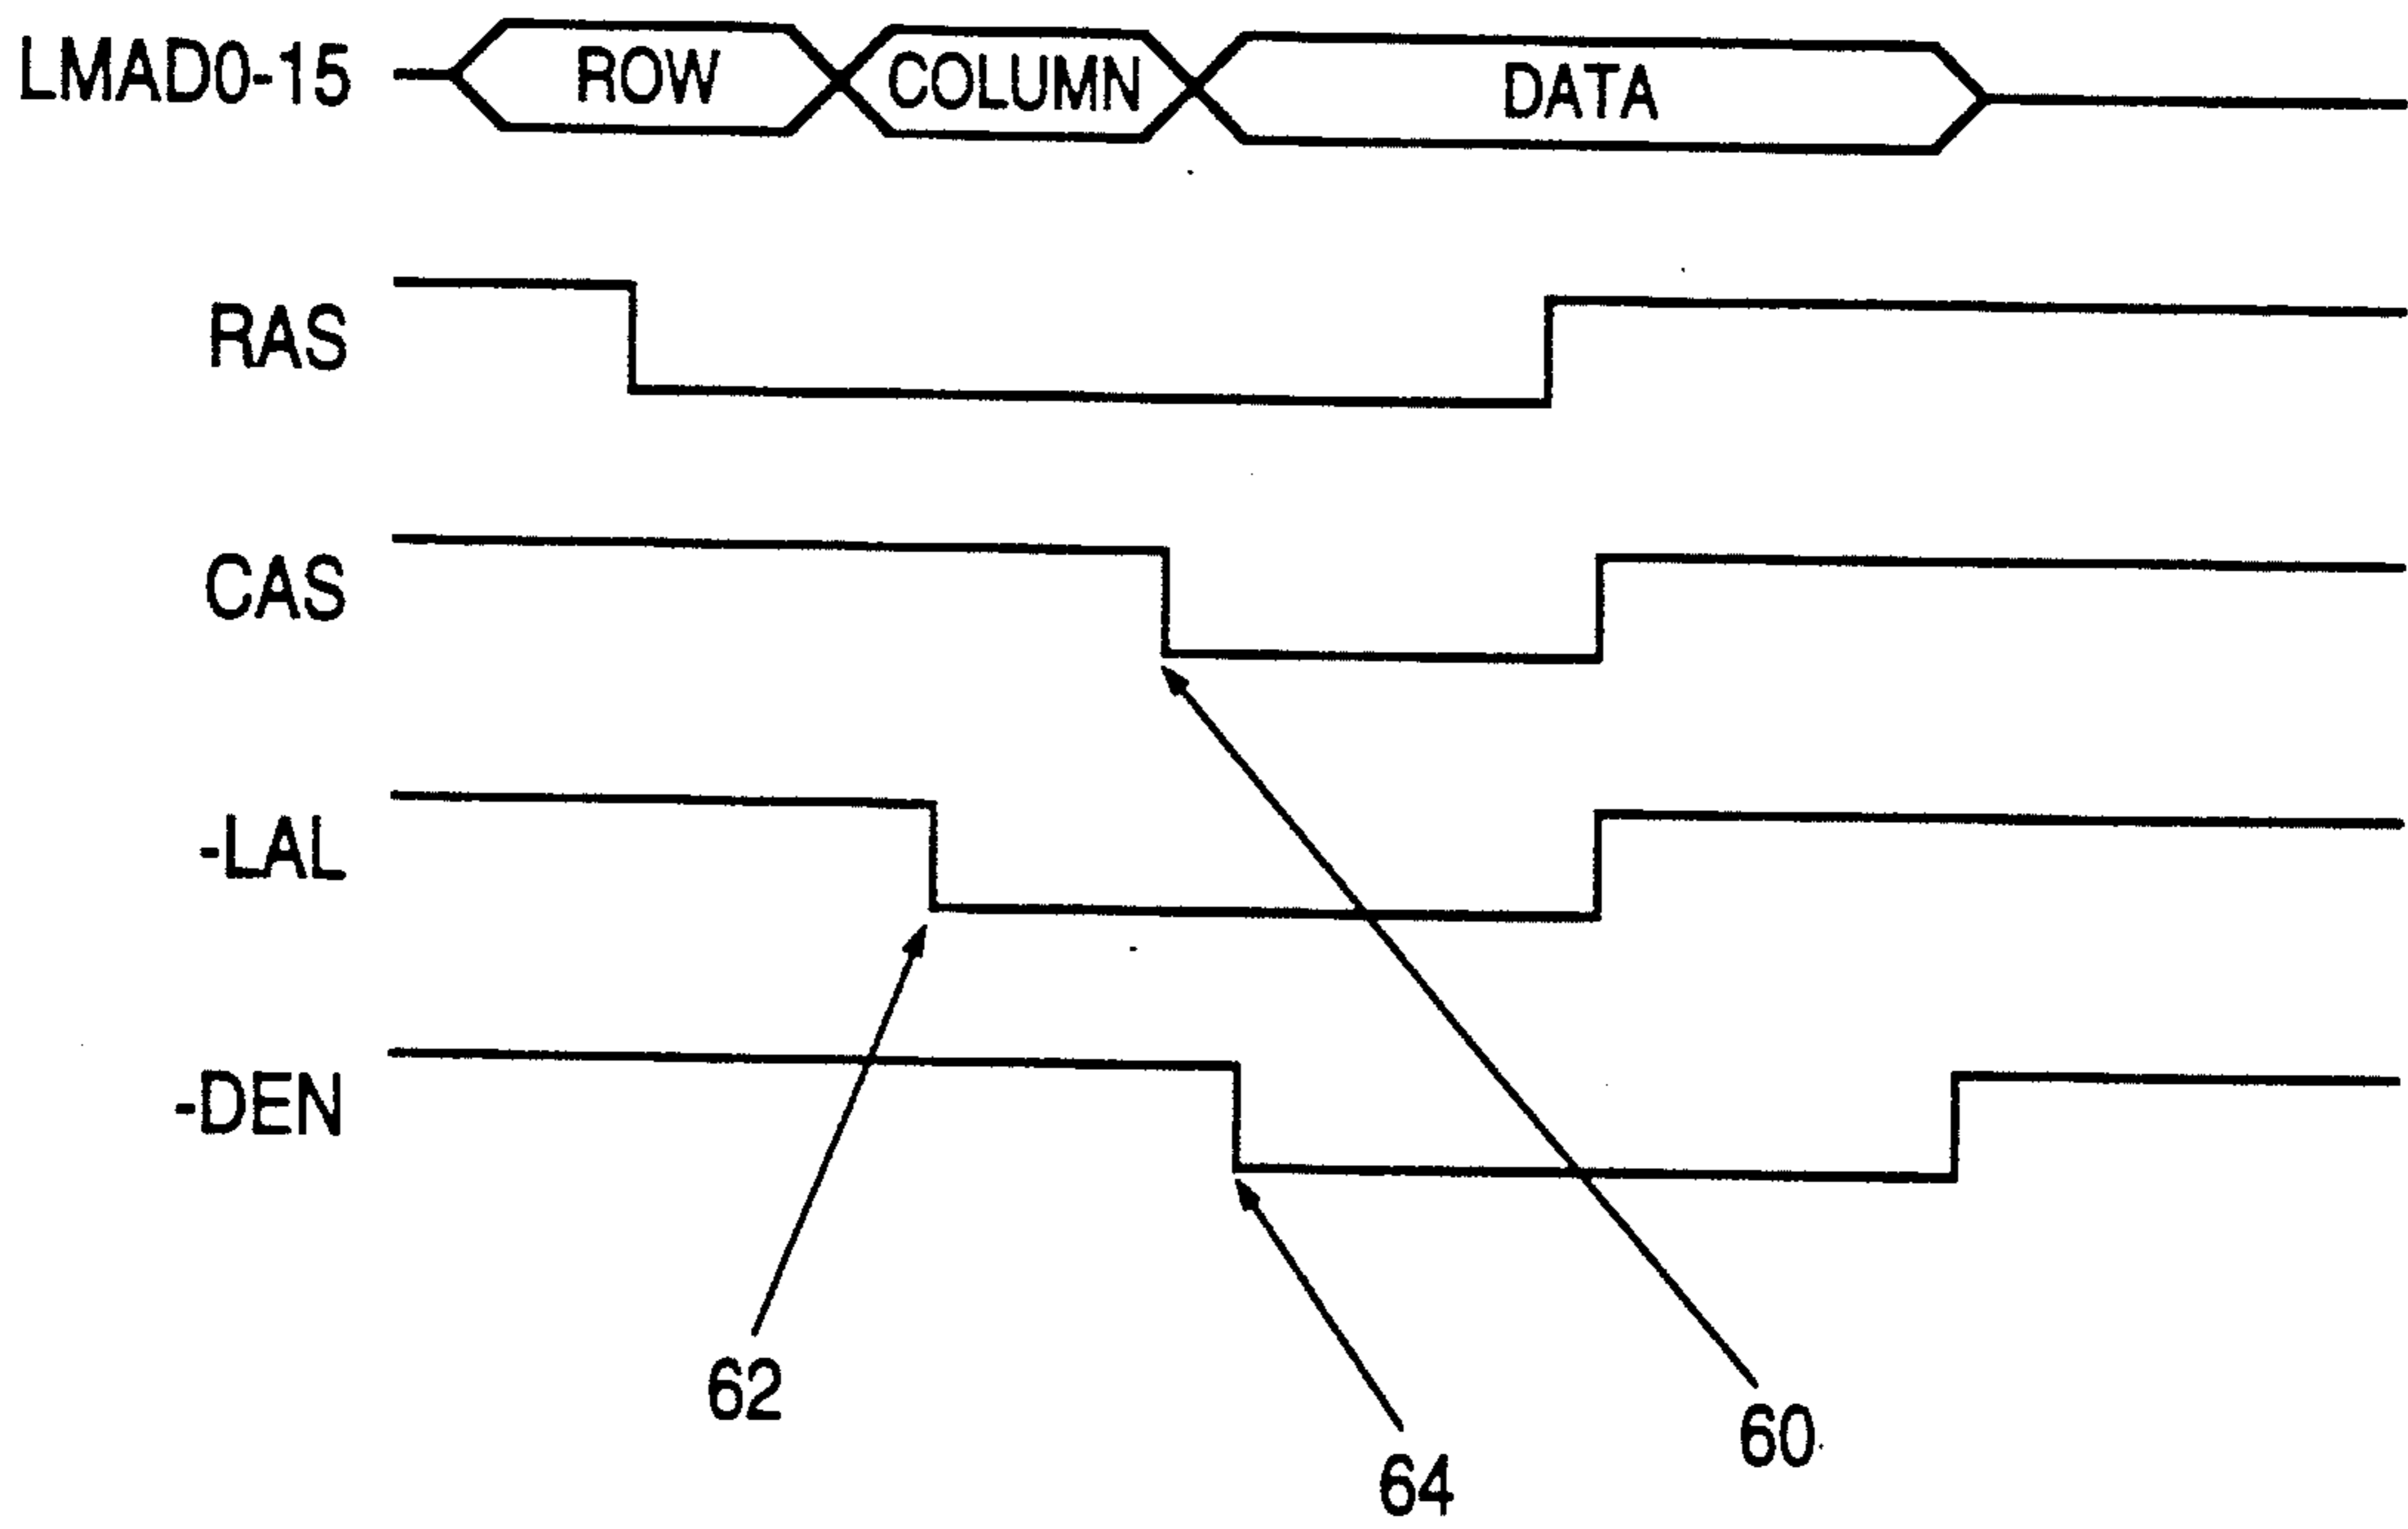 LMAD0-15 ROW COLUMN DATA
RAS
CAS
-LAL
-DEN
62
60
64